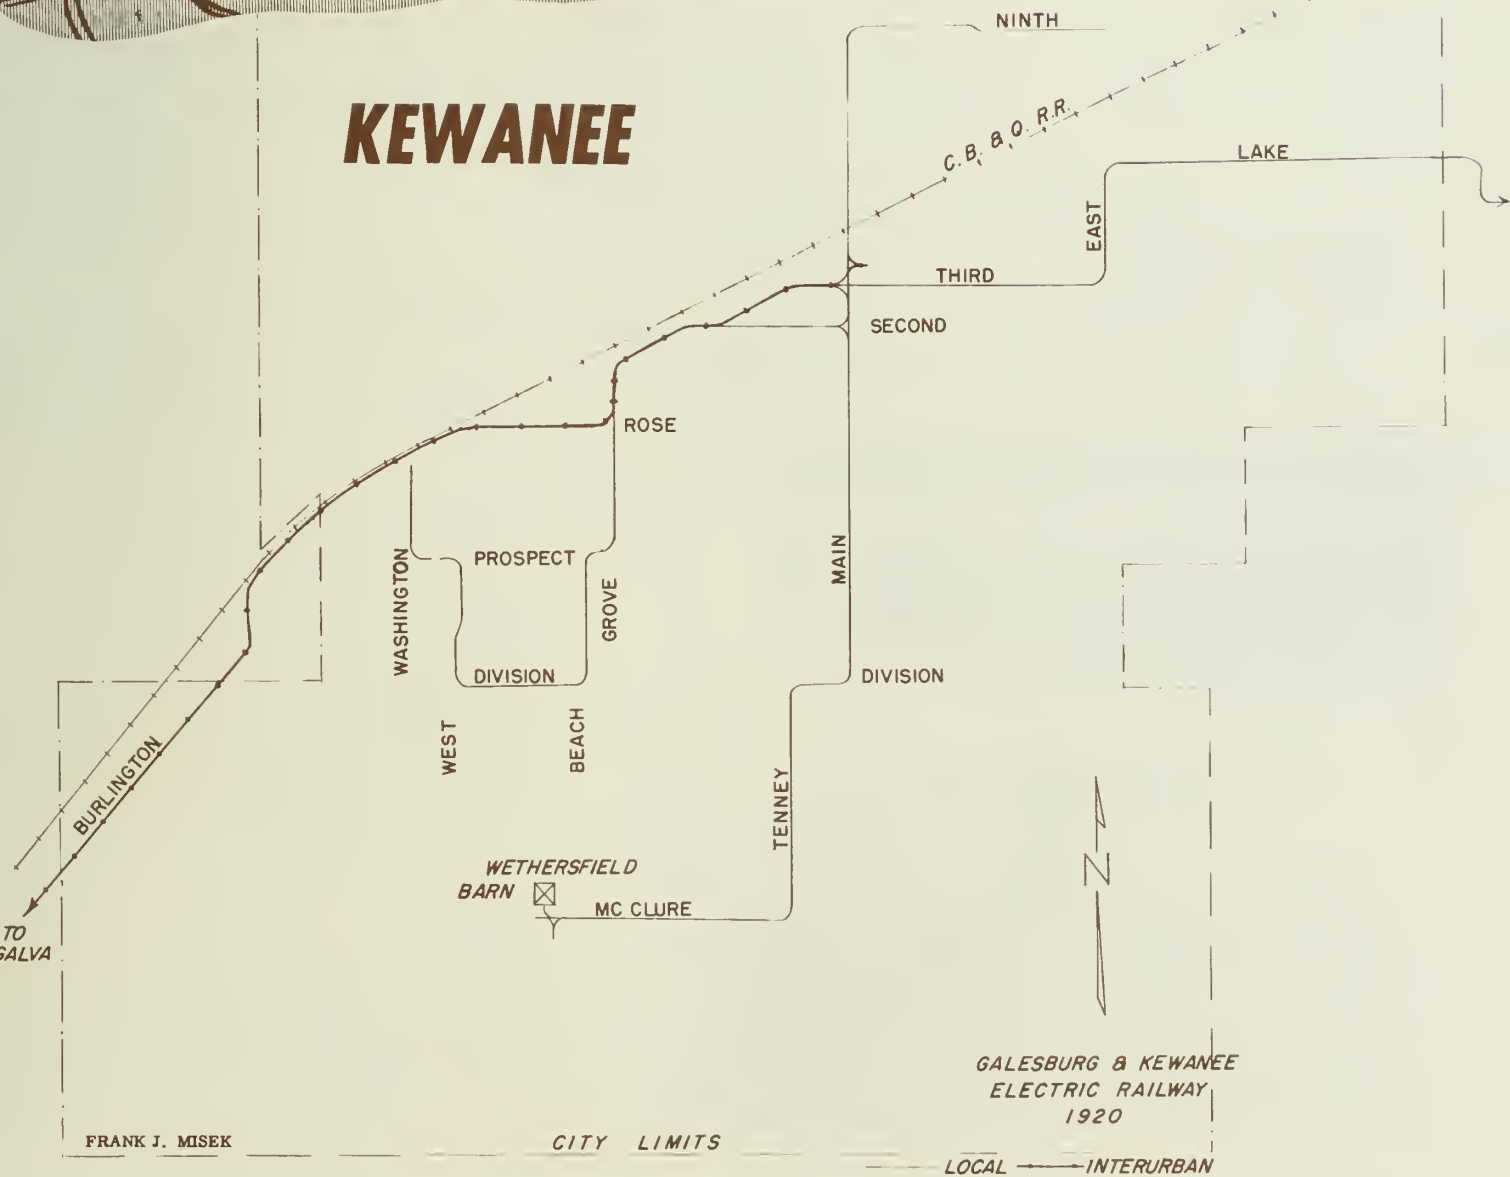 NINTH
KEWANEE
C. B. & Q. R.R.
LAKE
EAST
THIRD
SECOND
ROSE
MAIN
PROSPECT
WASHINGTON
GROVE
DIVISION
DIVISION
WEST
BEACH
BURLINGTON
TENNEY
WETHERSFIELD
BARN
MC CLURE
TO
GALVA
N
GALESBURG & KEWANEE
ELECTRIC RAILWAY
1920
FRANK J. MISEK
CITY LIMITS
LOCAL INTERURBAN